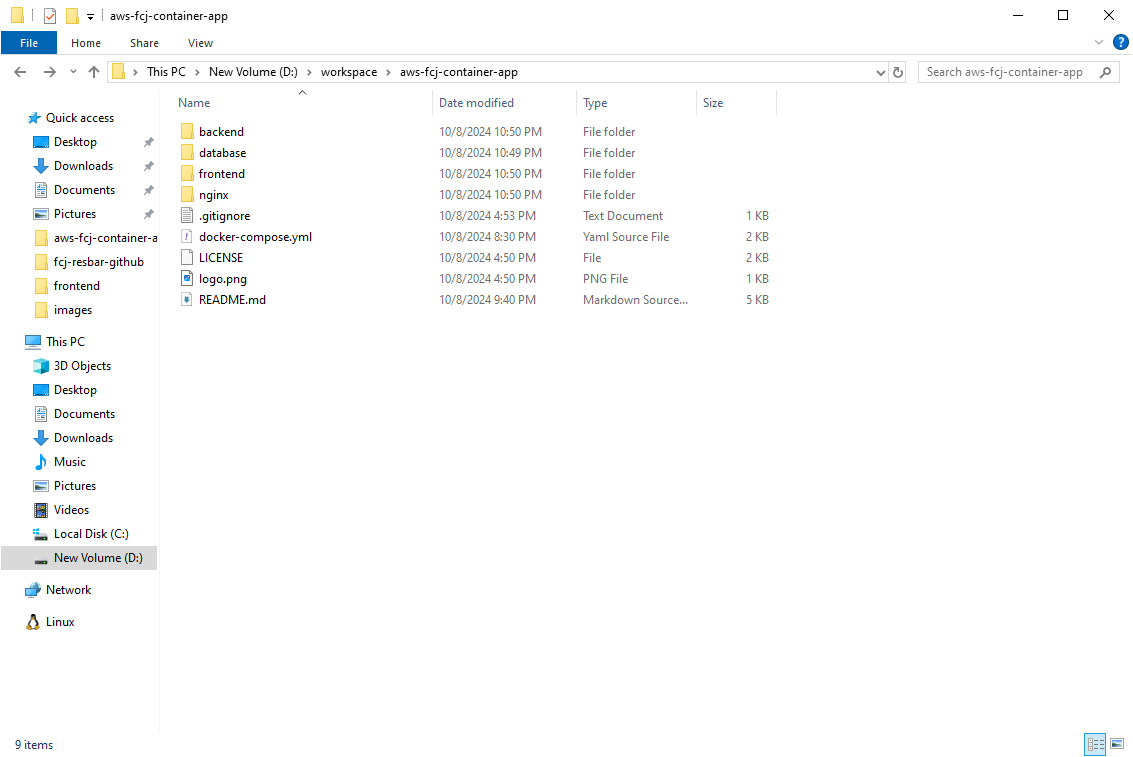 aws-fcj-container-app
File Home Share View ?
This PC New Volume (D:) workspace aws-fcj-container-app Search aws-fcj-container-app
Name Date modified Type Size
backend 10/8/2024 10:50 PM File folder
database 10/8/2024 10:49 PM File folder
frontend 10/8/2024 10:50 PM File folder
nginx 10/8/2024 10:50 PM File folder
.gitignore 10/8/2024 4:53 PM Text Document 1 KB
docker-compose.yml 10/8/2024 8:30 PM Yaml Source File 2 KB
LICENSE 10/8/2024 4:50 PM File 2 KB
logo.png 10/8/2024 4:50 PM PNG File 1 KB
README.md 10/8/2024 9:40 PM Markdown Source... 5 KB
Quick access
Desktop
Downloads
Documents
Pictures
aws-fcj-container-a
fcj-resbar-github
frontend
images
This PC
3D Objects
Desktop
Documents
Downloads
Music
Pictures
Videos
Local Disk (C:)
New Volume (D:)
Network
Linux
9 items